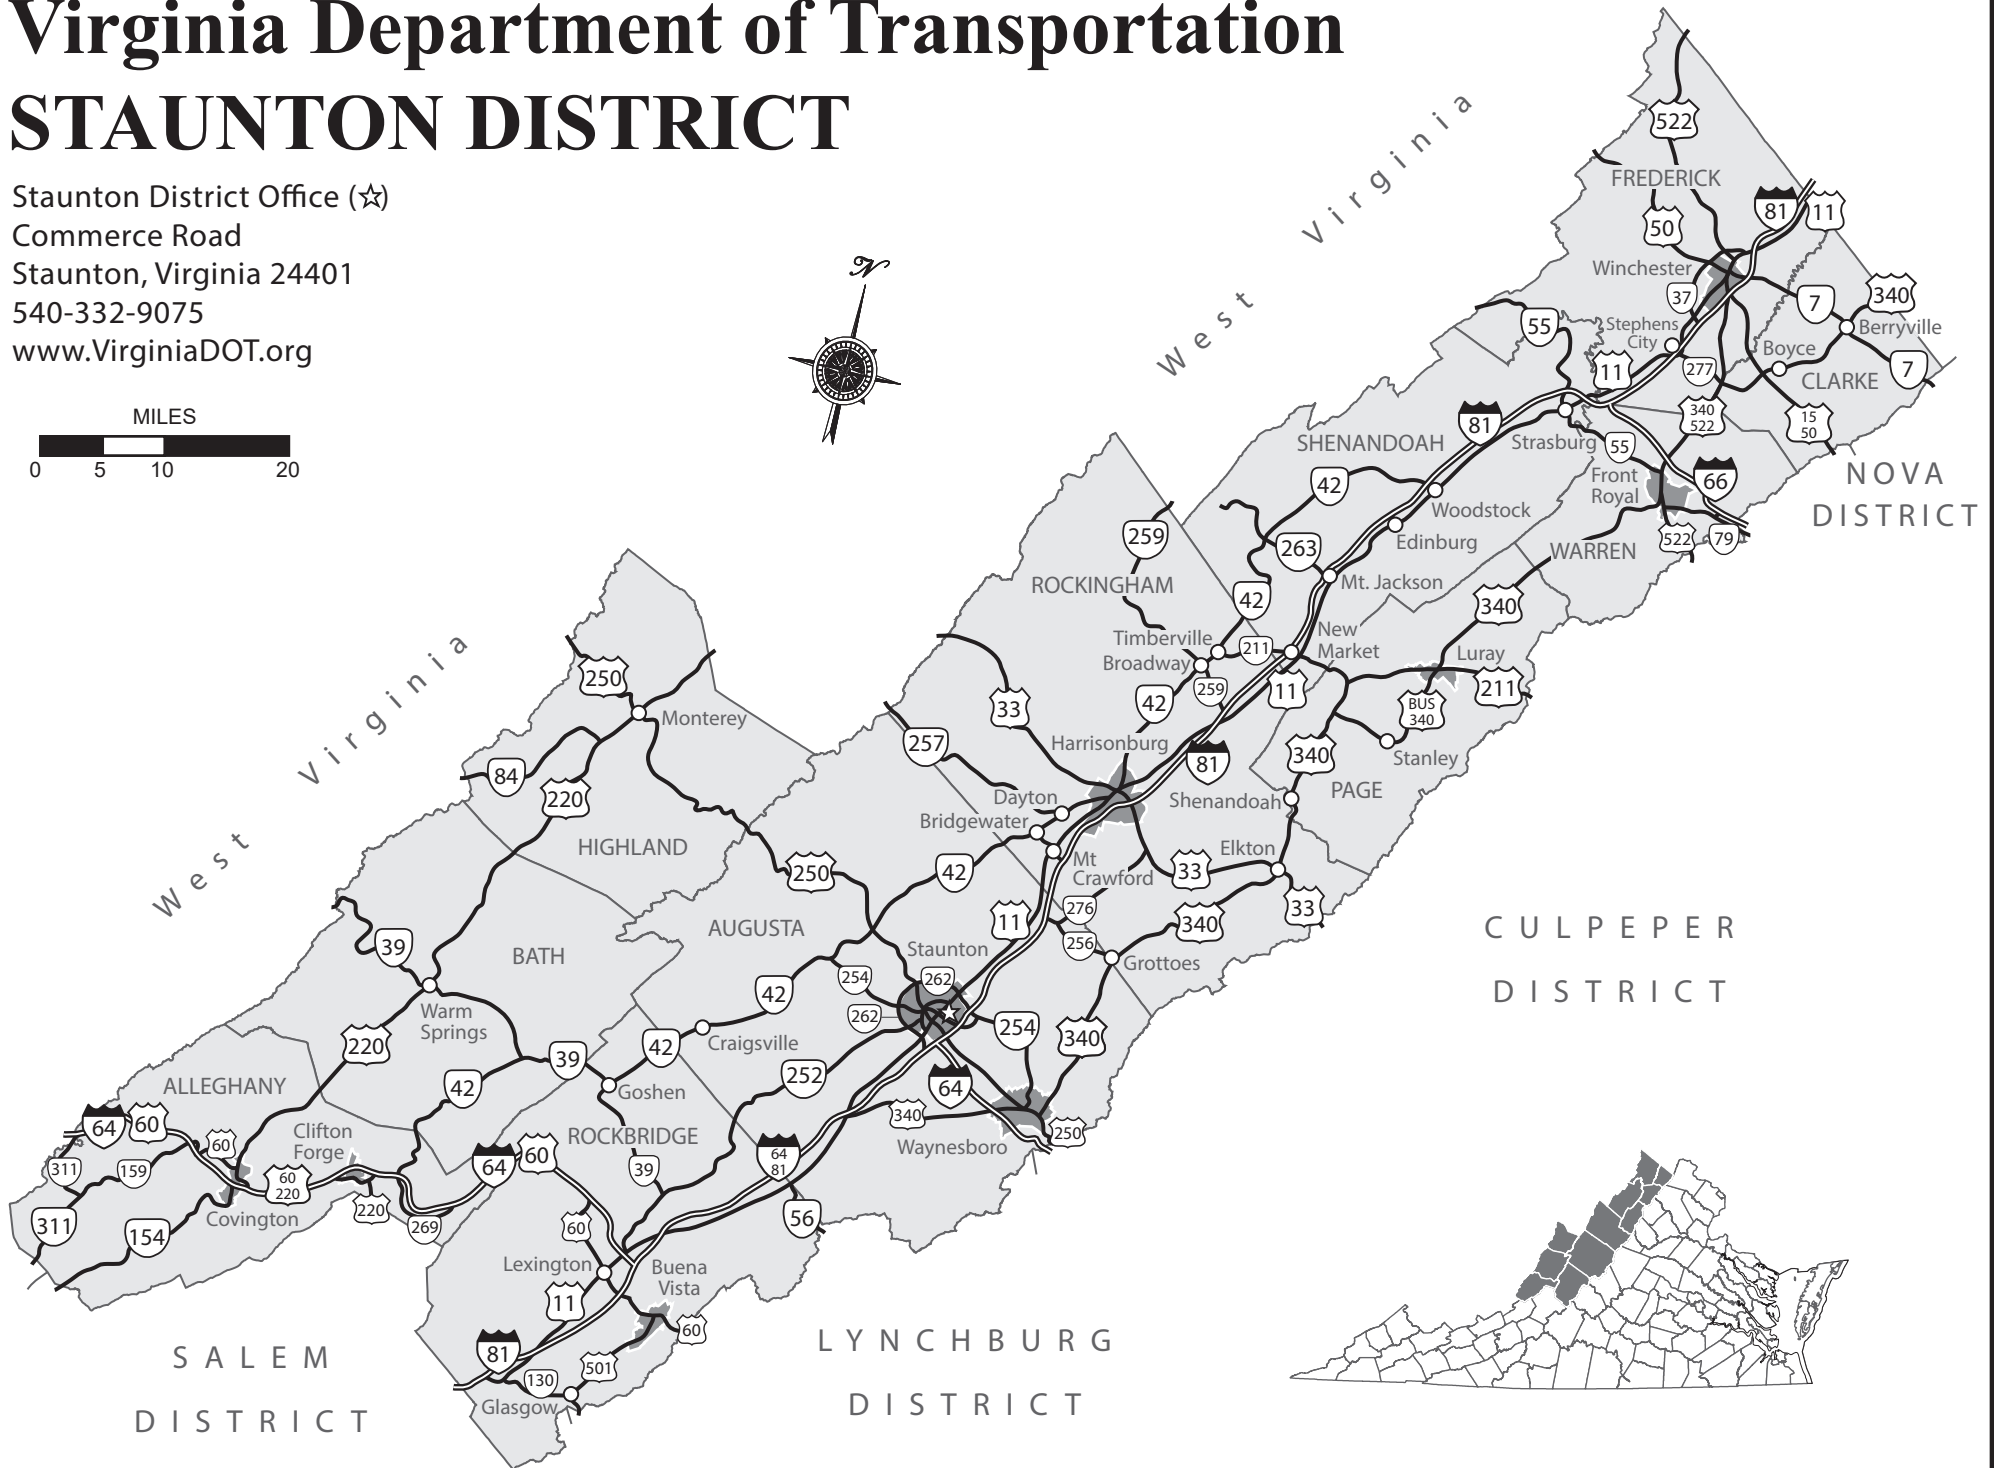 Virginia Department of Transportation
STAUNTON DISTRICT
Staunton District Office (☆)
Commerce Road
Staunton, Virginia 24401
540-332-9075
www.VirginiaDOT.org
MILES
0 5 10 20
N
West Virginia
West Virginia
522
FREDERICK
81
11
50
Winchester
37
7
340
Stephens
City
Berryville
55
11
277
Boyce
CLARKE
7
340
522
15
50
81
SHENANDOAH
Strasburg
55
Front
Royal
66
NOVA
DISTRICT
42
Woodstock
259
263
Edinburg
522
79
WARREN
ROCKINGHAM
42
Mt. Jackson
340
Timberville
211
New
Market
Broadway
Luray
250
259
11
211
42
BUS
340
33
Monterey
257
Harrisonburg
81
340
Stanley
84
220
Dayton
Shenandoah
PAGE
Bridgewater
HIGHLAND
Elkton
Mt
Crawford
250
42
33
276
33
11
340
AUGUSTA
39
BATH
Staunton
256
Grottoes
CULPEPER
DISTRICT
254
262
42
Warm
Springs
262
254
340
220
Craigsville
42
39
252
64
ALLEGHANY
42
Goshen
64
60
Clifton
Forge
60
ROCKBRIDGE
340
Waynesboro
250
311
159
64
60
39
64
81
60
220
Covington
220
269
311
154
60
56
Lexington
Buena
Vista
11
60
SALEM
DISTRICT
81
501
130
Glasgow
LYNCHBURG
DISTRICT